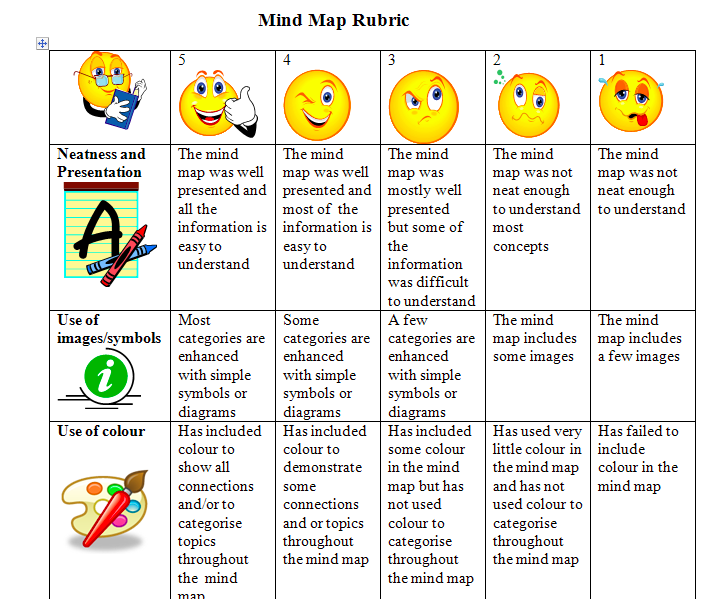 Mind Map Rubric
5
4
3
2
1
Neatness and
Presentation
The mind
map was well
presented and
all the
information is
easy to
understand
The mind
map was well
presented and
most of the
information is
easy to
understand
The mind
map was
mostly well
presented
but some of
the
information
was difficult
to understand
The mind
map was not
neat enough
to understand
most
concepts
The mind
map was not
neat enough
to understand
Use of
images/symbols
Most
categories are
enhanced
with simple
symbols or
diagrams
Some
categories are
enhanced
with simple
symbols or
diagrams
A few
categories are
enhanced
with simple
symbols or
diagrams
The mind
map includes
some images
The mind
map includes
a few images
Use of colour
Has included
colour to
show all
connections
and/or to
categorise
topics
throughout
the mind
map
Has included
colour to
demonstrate
some
connections
and or topics
throughout
the mind map
Has included
some colour
in the mind
map but has
not used
colour to
categorise
throughout
the mind map
Has used very
little colour in
the mind map
and has not
used colour to
categorise
throughout
the mind map
Has failed to
include
colour in the
mind map
A
i